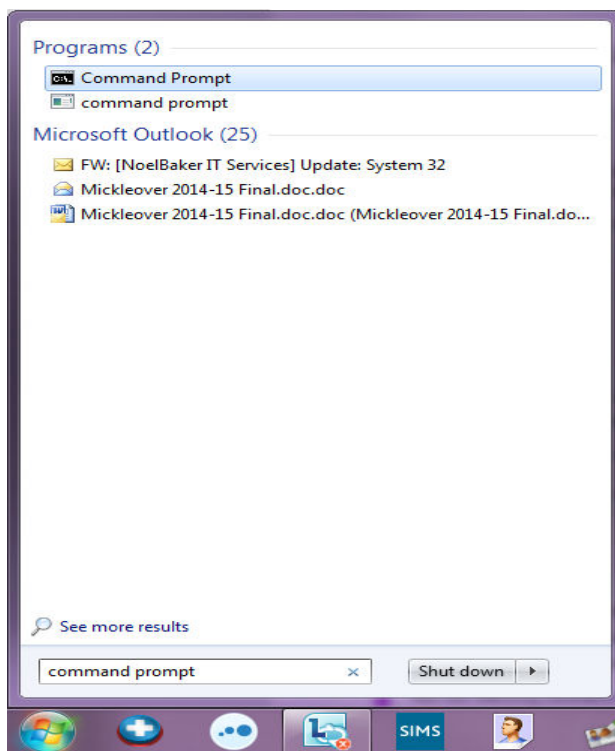 Programs (2)
Command Prompt
command prompt
Microsoft Outlook (25)
FW: [NoelBaker IT Services] Update: System 32
Mickleover 2014-15 Final.doc.doc
Mickleover 2014-15 Final.doc.doc (Mickleover 2014-15 Final.do...
See more results
command prompt
Shut down
SIMS